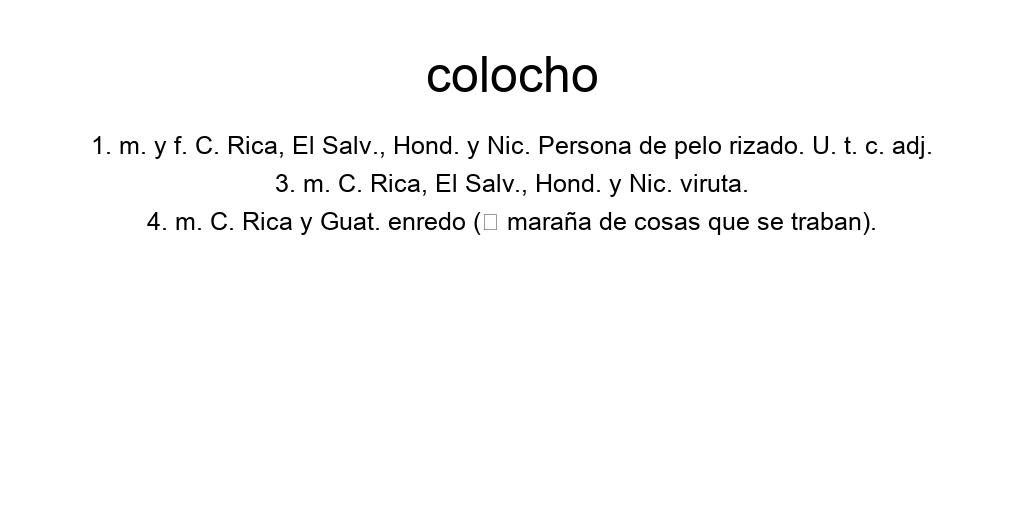 colocho
1. m. y f. C. Rica, El Salv., Hond. y Nic. Persona de pelo rizado. U. t. c. adj.
3. m. C. Rica, El Salv., Hond. y Nic. viruta.
4. m. C. Rica y Guat. enredo (▯ maraña de cosas que se traban).